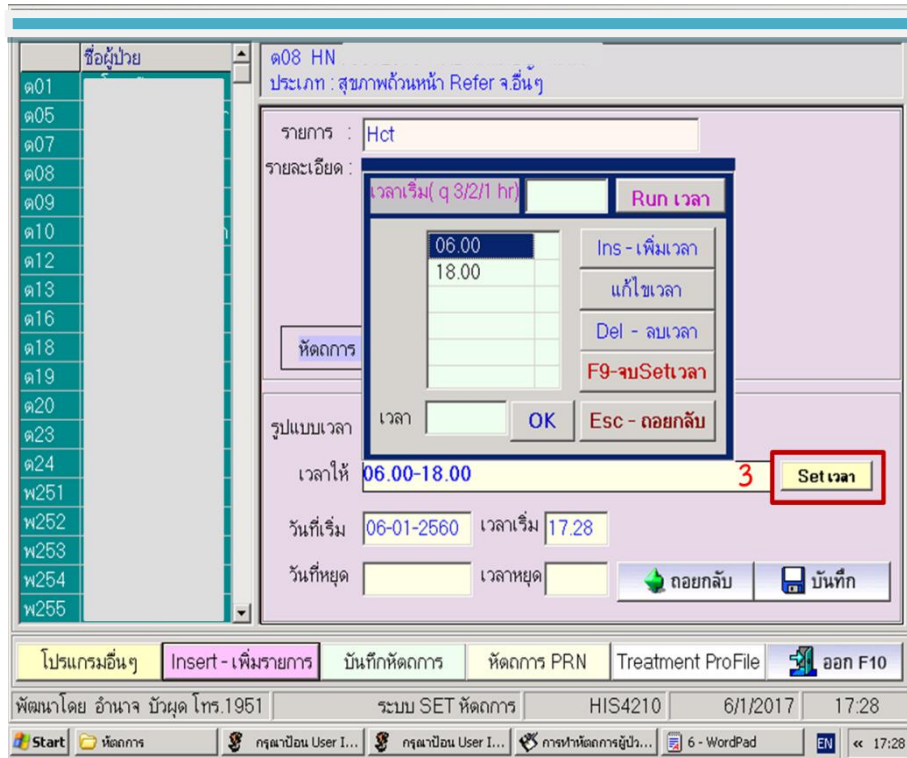 ชื่อผู้ป่วย
ด01
ด05
ด07
ด08
ด09
ด10
ด12
ด13
ด16
ด18
ด19
ด20
ด23
ด24
พ251
พ252
พ253
พ254
พ255
ด08 HN
ประเภท : สุขภาพถ้วนหน้า Refer จ.อื่นๆ
รายการ : Hct
รายละเอียด :
เวลาเริ่ม( q 3/2/1 hr) Run เวลา
06.00
18.00
Ins - เพิ่มเวลา
แก้ไขเวลา
Del - ลบเวลา
F9-จบSetเวลา
เวลา OK Esc - ถอยกลับ
หัตถการ
รูปแบบเวลา
เวลาให้ 06.00-18.00 3 Set เวลา
วันที่เริ่ม 06-01-2560 เวลาเริ่ม 17.28
วันที่หยุด เวลาหยุด ถอยกลับ บันทึก
โปรแกรมอื่นๆ Insert - เพิ่มรายการ บันทึกหัตถการ หัตถการ PRN Treatment ProFile ออก F10
พัฒนาโดย อำนาจ บัวผุด โทร.1951 ระบบ SET หัตถการ HIS4210 6/1/2017 17:28
Start หัตถการ กรุณาป้อน User I... กรุณาป้อน User I... การทำหัตถการผู้ป่ว... 6 - WordPad EN « 17:28